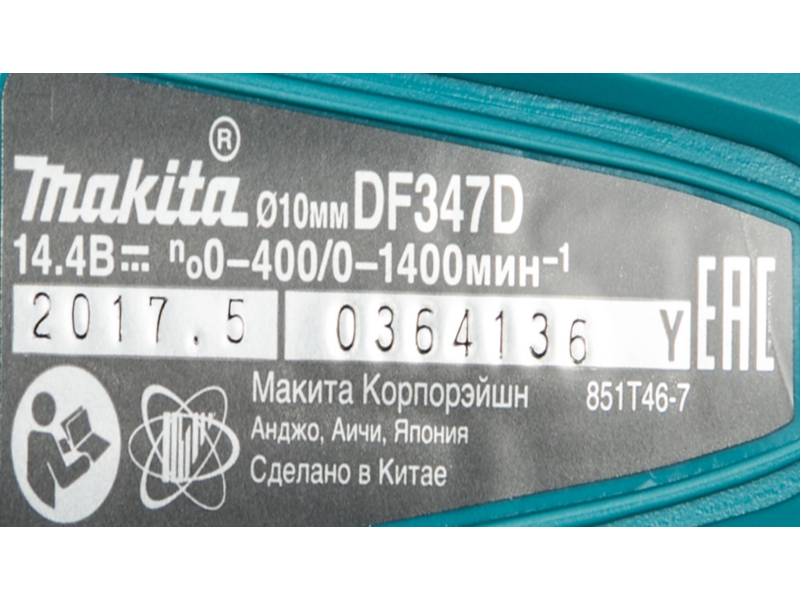 makita® Ø10мм DF347D
14.4В⎓ n₀0–400/0–1400мин⁻¹
2017.5 0364136 Y EAC
Макита Корпорэйшн 851T46-7
Анджо, Аичи, Япония
Сделано в Китае